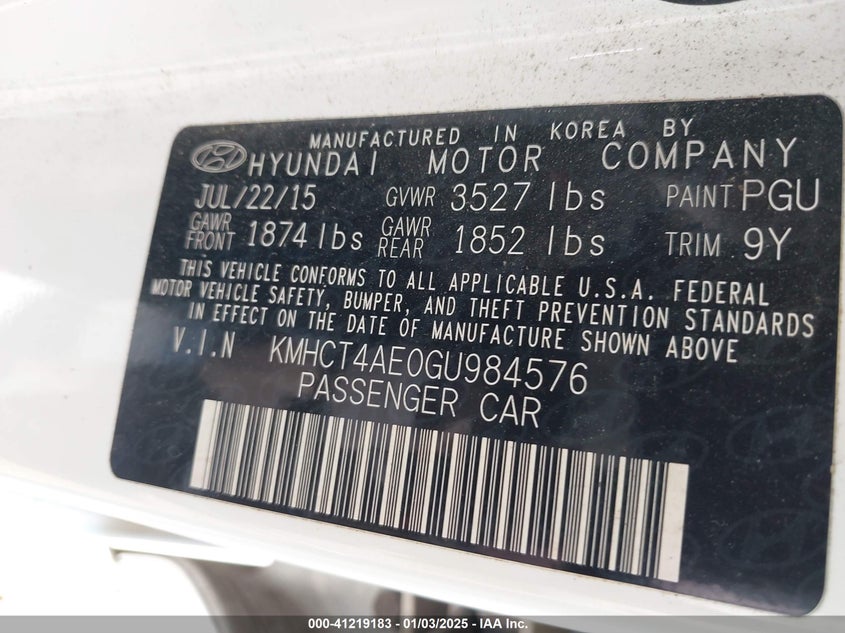 MANUFACTURED IN KOREA BY
HYUNDAI MOTOR COMPANY
JUL/22/15 GVWR 3527 lbs PAINT PGU
GAWR FRONT 1874 lbs GAWR REAR 1852 lbs TRIM 9Y
THIS VEHICLE CONFORMS TO ALL APPLICABLE U.S.A. FEDERAL
MOTOR VEHICLE SAFETY, BUMPER, AND THEFT PREVENTION STANDARDS
IN EFFECT ON THE DATE OF MANUFACTURE SHOWN ABOVE
V.I.N KMHCT4AE0GU984576
PASSENGER CAR
000-41219183 - 01/03/2025 - IAA Inc.